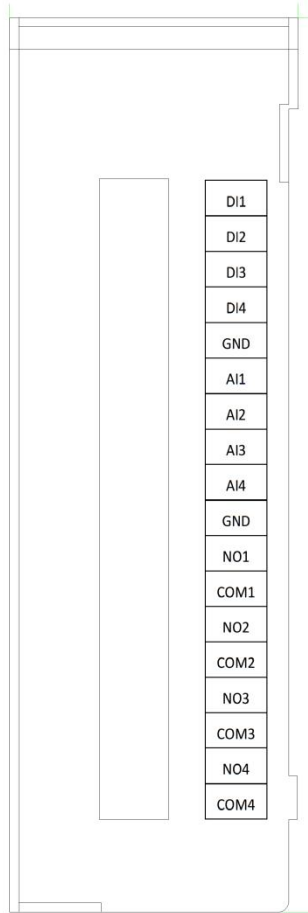 DI1
DI2
DI3
DI4
GND
AI1
AI2
AI3
AI4
GND
NO1
COM1
NO2
COM2
NO3
COM3
NO4
COM4